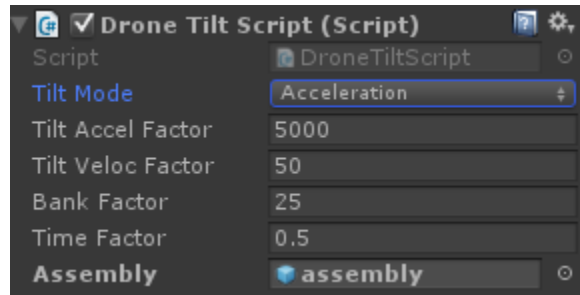 Drone Tilt Script (Script)
Script DroneTiltScript
Tilt Mode Acceleration
Tilt Accel Factor 5000
Tilt Veloc Factor 50
Bank Factor 25
Time Factor 0.5
Assembly assembly